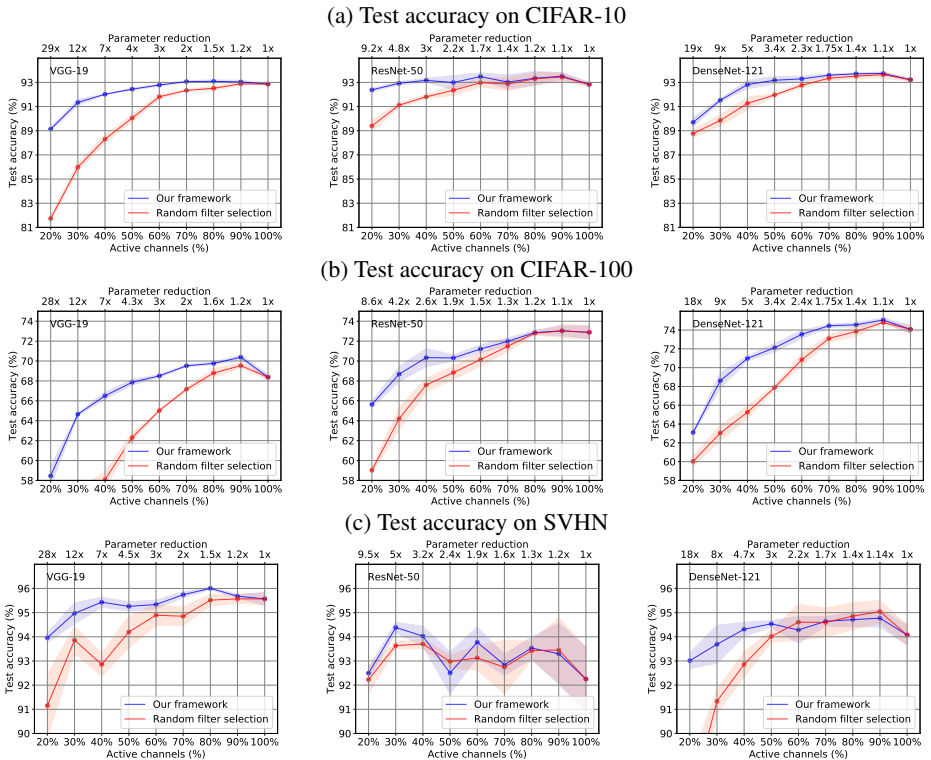 (a) Test accuracy on CIFAR-10
Parameter reduction
29x 12x 7x 4x 3x 2x 1.5x 1.2x 1x
VGG-19
Test accuracy (%)
93
91
89
87
85
83
81
Our framework
Random filter selection
20% 30% 40% 50% 60% 70% 80% 90% 100%
Active channels (%)
Parameter reduction
9.2x 4.8x 3x 2.2x 1.7x 1.4x 1.2x 1.1x 1x
ResNet-50
Test accuracy (%)
93
91
89
87
85
83
81
Our framework
Random filter selection
20% 30% 40% 50% 60% 70% 80% 90% 100%
Active channels (%)
Parameter reduction
19x 9x 5x 3.4x 2.3x 1.75x 1.4x 1.1x 1x
DenseNet-121
Test accuracy (%)
93
91
89
87
85
83
81
Our framework
Random filter selection
20% 30% 40% 50% 60% 70% 80% 90% 100%
Active channels (%)
(b) Test accuracy on CIFAR-100
Parameter reduction
28x 12x 7x 4.3x 3x 2x 1.6x 1.2x 1x
VGG-19
Test accuracy (%)
74
72
70
68
66
64
62
60
58
Our framework
Random filter selection
20% 30% 40% 50% 60% 70% 80% 90% 100%
Active channels (%)
Parameter reduction
8.6x 4.2x 2.6x 1.9x 1.5x 1.3x 1.2x 1.1x 1x
ResNet-50
Test accuracy (%)
74
72
70
68
66
64
62
60
58
Our framework
Random filter selection
20% 30% 40% 50% 60% 70% 80% 90% 100%
Active channels (%)
Parameter reduction
18x 9x 5x 3.4x 2.4x 1.75x 1.4x 1.1x 1x
DenseNet-121
Test accuracy (%)
74
72
70
68
66
64
62
60
58
Our framework
Random filter selection
20% 30% 40% 50% 60% 70% 80% 90% 100%
Active channels (%)
(c) Test accuracy on SVHN
Parameter reduction
28x 12x 7x 4.5x 3x 2x 1.5x 1.2x 1x
VGG-19
Test accuracy (%)
96
95
94
93
92
91
90
Our framework
Random filter selection
20% 30% 40% 50% 60% 70% 80% 90% 100%
Active channels (%)
Parameter reduction
9.5x 5x 3.2x 2.4x 1.9x 1.6x 1.3x 1.2x 1x
ResNet-50
Test accuracy (%)
96
95
94
93
92
91
90
Our framework
Random filter selection
20% 30% 40% 50% 60% 70% 80% 90% 100%
Active channels (%)
Parameter reduction
18x 8x 4.7x 3x 2.2x 1.7x 1.4x 1.14x 1x
DenseNet-121
Test accuracy (%)
96
95
94
93
92
91
90
Our framework
Random filter selection
20% 30% 40% 50% 60% 70% 80% 90% 100%
Active channels (%)